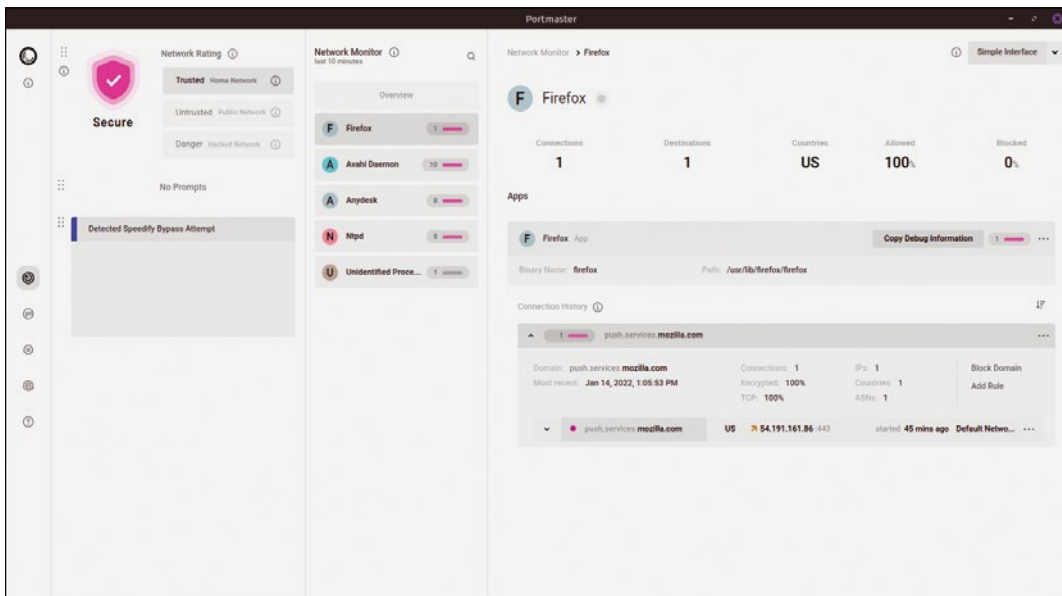 Portmaster
Network Rating
Trusted Home Network
Untrusted Public Network
Danger Hacked Network
Secure
No Prompts
Detected Speedify Bypass Attempt
Network Monitor
last 10 minutes
Overview
F Firefox 1
A Avahi Daemon 10
A Anydesk 8
N Ntpd 8
U Unidentified Proce... 1
Network Monitor > Firefox
Simple Interface
F Firefox
Connections Destinations Countries Allowed Blocked
1 1 US 100% 0%
Apps
F Firefox App Copy Debug Information 1 ...
Binary Name: firefox Path: /usr/lib/firefox/firefox
Connection History
1 push.services.mozilla.com ...
Domain: push.services.mozilla.com Connections: 1 IPs: 1 Block Domain
Most recent: Jan 14, 2022, 1:05:53 PM Encrypted: 100% Countries: 1 Add Rule
TCP: 100% ASNs: 1
push.services.mozilla.com US 54.191.161.86:443 started 45 mins ago Default Netwo... ...